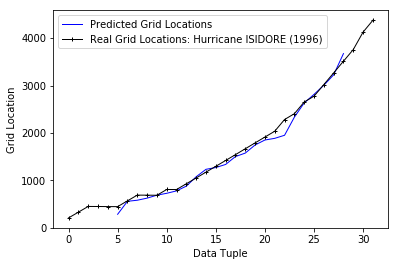 Predicted Grid Locations
Real Grid Locations: Hurricane ISIDORE (1996)
4000
3000
2000
1000
0
Grid Location
0 5 10 15 20 25 30
Data Tuple